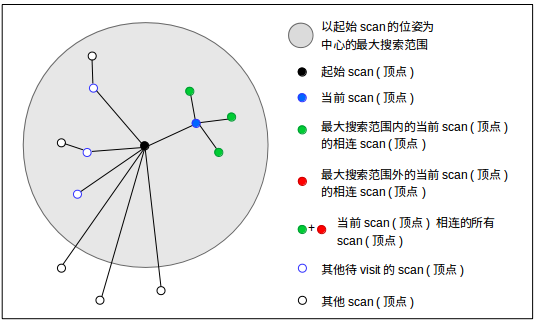 以起始 scan 的位姿为
中心的最大搜索范围
起始 scan ( 顶点 )
当前 scan ( 顶点 )
最大搜索范围内的当前 scan ( 顶点 )
的相连 scan ( 顶点 )
最大搜索范围外的当前 scan ( 顶点 )
的相连 scan ( 顶点 )
+
当前 scan ( 顶点 ) 相连的所有
scan ( 顶点 )
其他待 visit 的 scan ( 顶点 )
其他 scan ( 顶点 )